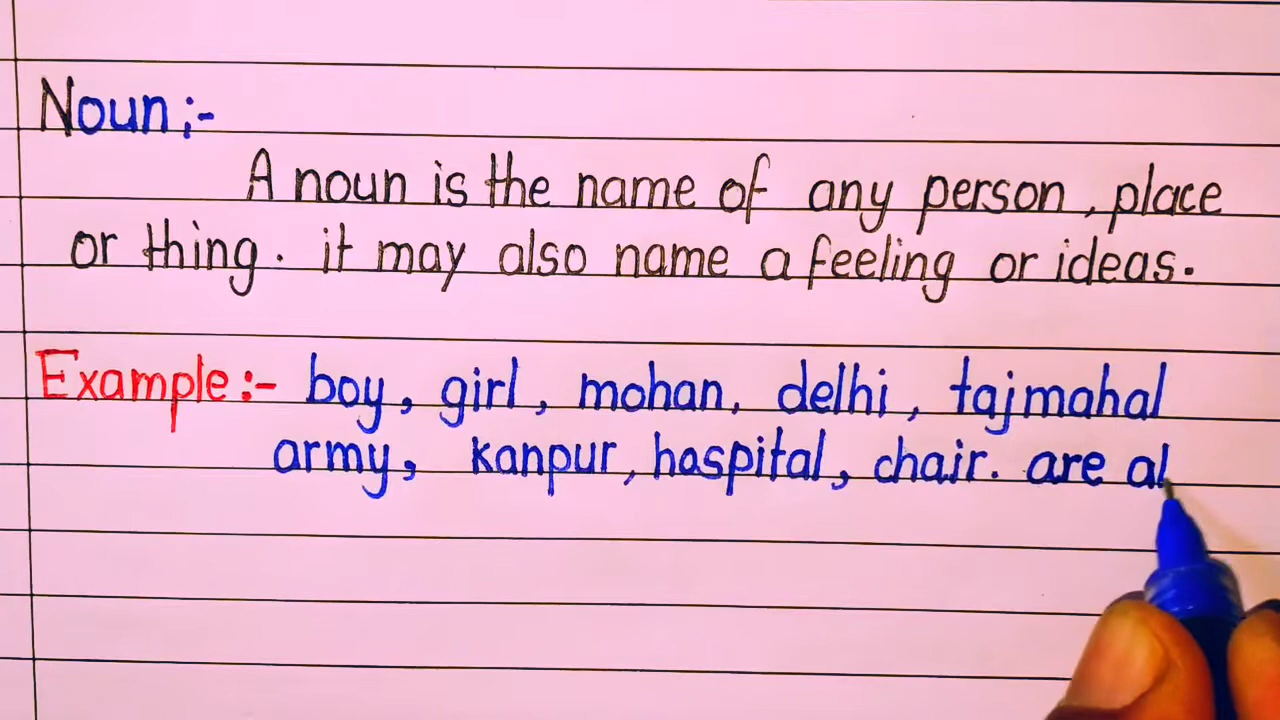 Noun:-
A noun is the name of any person, place
or thing. it may also name a feeling or ideas.
Example:- boy, girl, mohan, delhi, tajmahal
army, kanpur, haspital, chair. are al